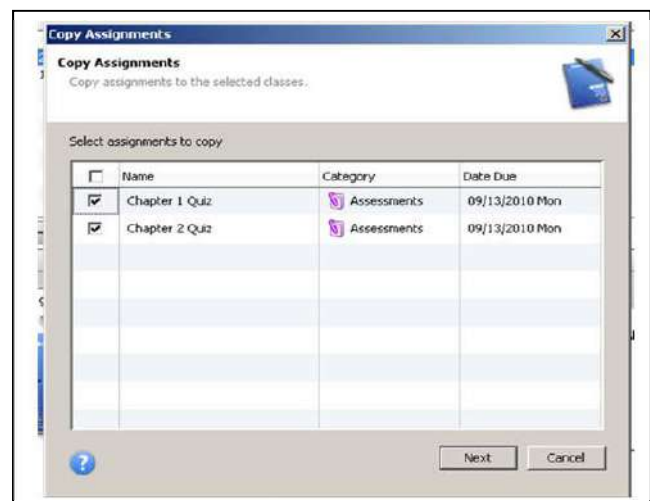 Copy Assignments
Copy Assignments
Copy assignments to the selected classes.
Select assignments to copy
Name Category Date Due
Chapter 1 Quiz Assessments 09/13/2010 Mon
Chapter 2 Quiz Assessments 09/13/2010 Mon
? Next Cancel